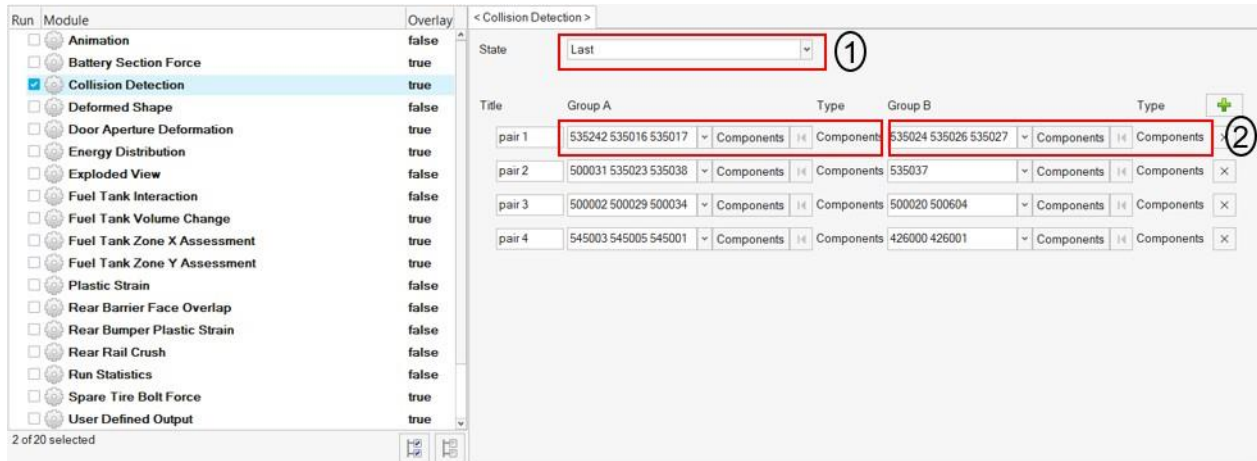 Run Module Overlay
Animation false
Battery Section Force true
Collision Detection true
Deformed Shape false
Door Aperture Deformation true
Energy Distribution true
Exploded View false
Fuel Tank Interaction false
Fuel Tank Volume Change true
Fuel Tank Zone X Assessment true
Fuel Tank Zone Y Assessment true
Plastic Strain false
Rear Barrier Face Overlap false
Rear Bumper Plastic Strain false
Rear Rail Crush false
Run Statistics false
Spare Tire Bolt Force true
User Defined Output true
2 of 20 selected
< Collision Detection >
State Last 1
Title Group A Type Group B Type
pair 1 535242 535016 535017 Components Components 535024 535026 535027 Components Components 2
pair 2 500031 535023 535038 Components Components 535037 Components Components
pair 3 500002 500029 500034 Components Components 500020 500604 Components Components
pair 4 545003 545005 545001 Components Components 426000 426001 Components Components